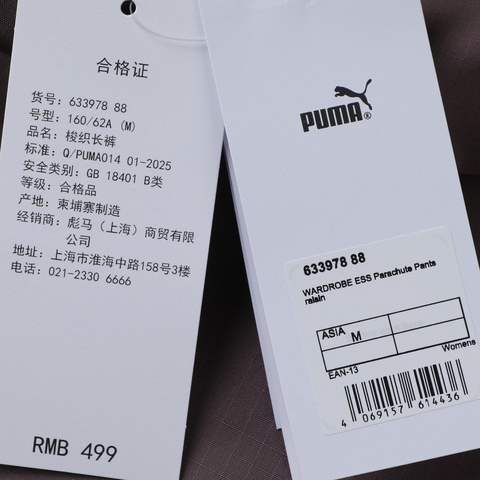 合格证
货号: 633978 88
号型: 160/62A (M)
品名: 梭织长裤
标准: Q/PUMA014 01-2025
安全类别: GB 18401 B类
等级: 合格品
产地: 柬埔寨制造
经销商: 彪马（上海）商贸有限
公司
地址: 上海市淮海中路158号3楼
电话: 021-2330 6666
RMB 499
PUMA®
633978 88
WARDROBE ESS Parachute Pants
raisin
ASIA M
Womens
EAN-13
4 069157 614436